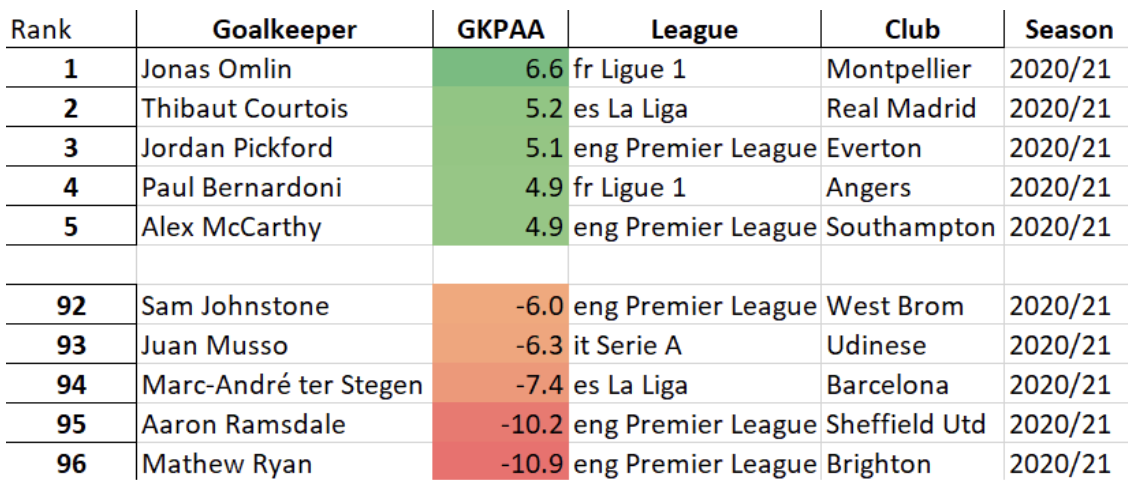 Rank Goalkeeper GKPAA League Club Season
1 Jonas Omlin 6.6 fr Ligue 1 Montpellier 2020/21
2 Thibaut Courtois 5.2 es La Liga Real Madrid 2020/21
3 Jordan Pickford 5.1 eng Premier League Everton 2020/21
4 Paul Bernardoni 4.9 fr Ligue 1 Angers 2020/21
5 Alex McCarthy 4.9 eng Premier League Southampton 2020/21
92 Sam Johnstone -6.0 eng Premier League West Brom 2020/21
93 Juan Musso -6.3 it Serie A Udinese 2020/21
94 Marc-André ter Stegen -7.4 es La Liga Barcelona 2020/21
95 Aaron Ramsdale -10.2 eng Premier League Sheffield Utd 2020/21
96 Mathew Ryan -10.9 eng Premier League Brighton 2020/21